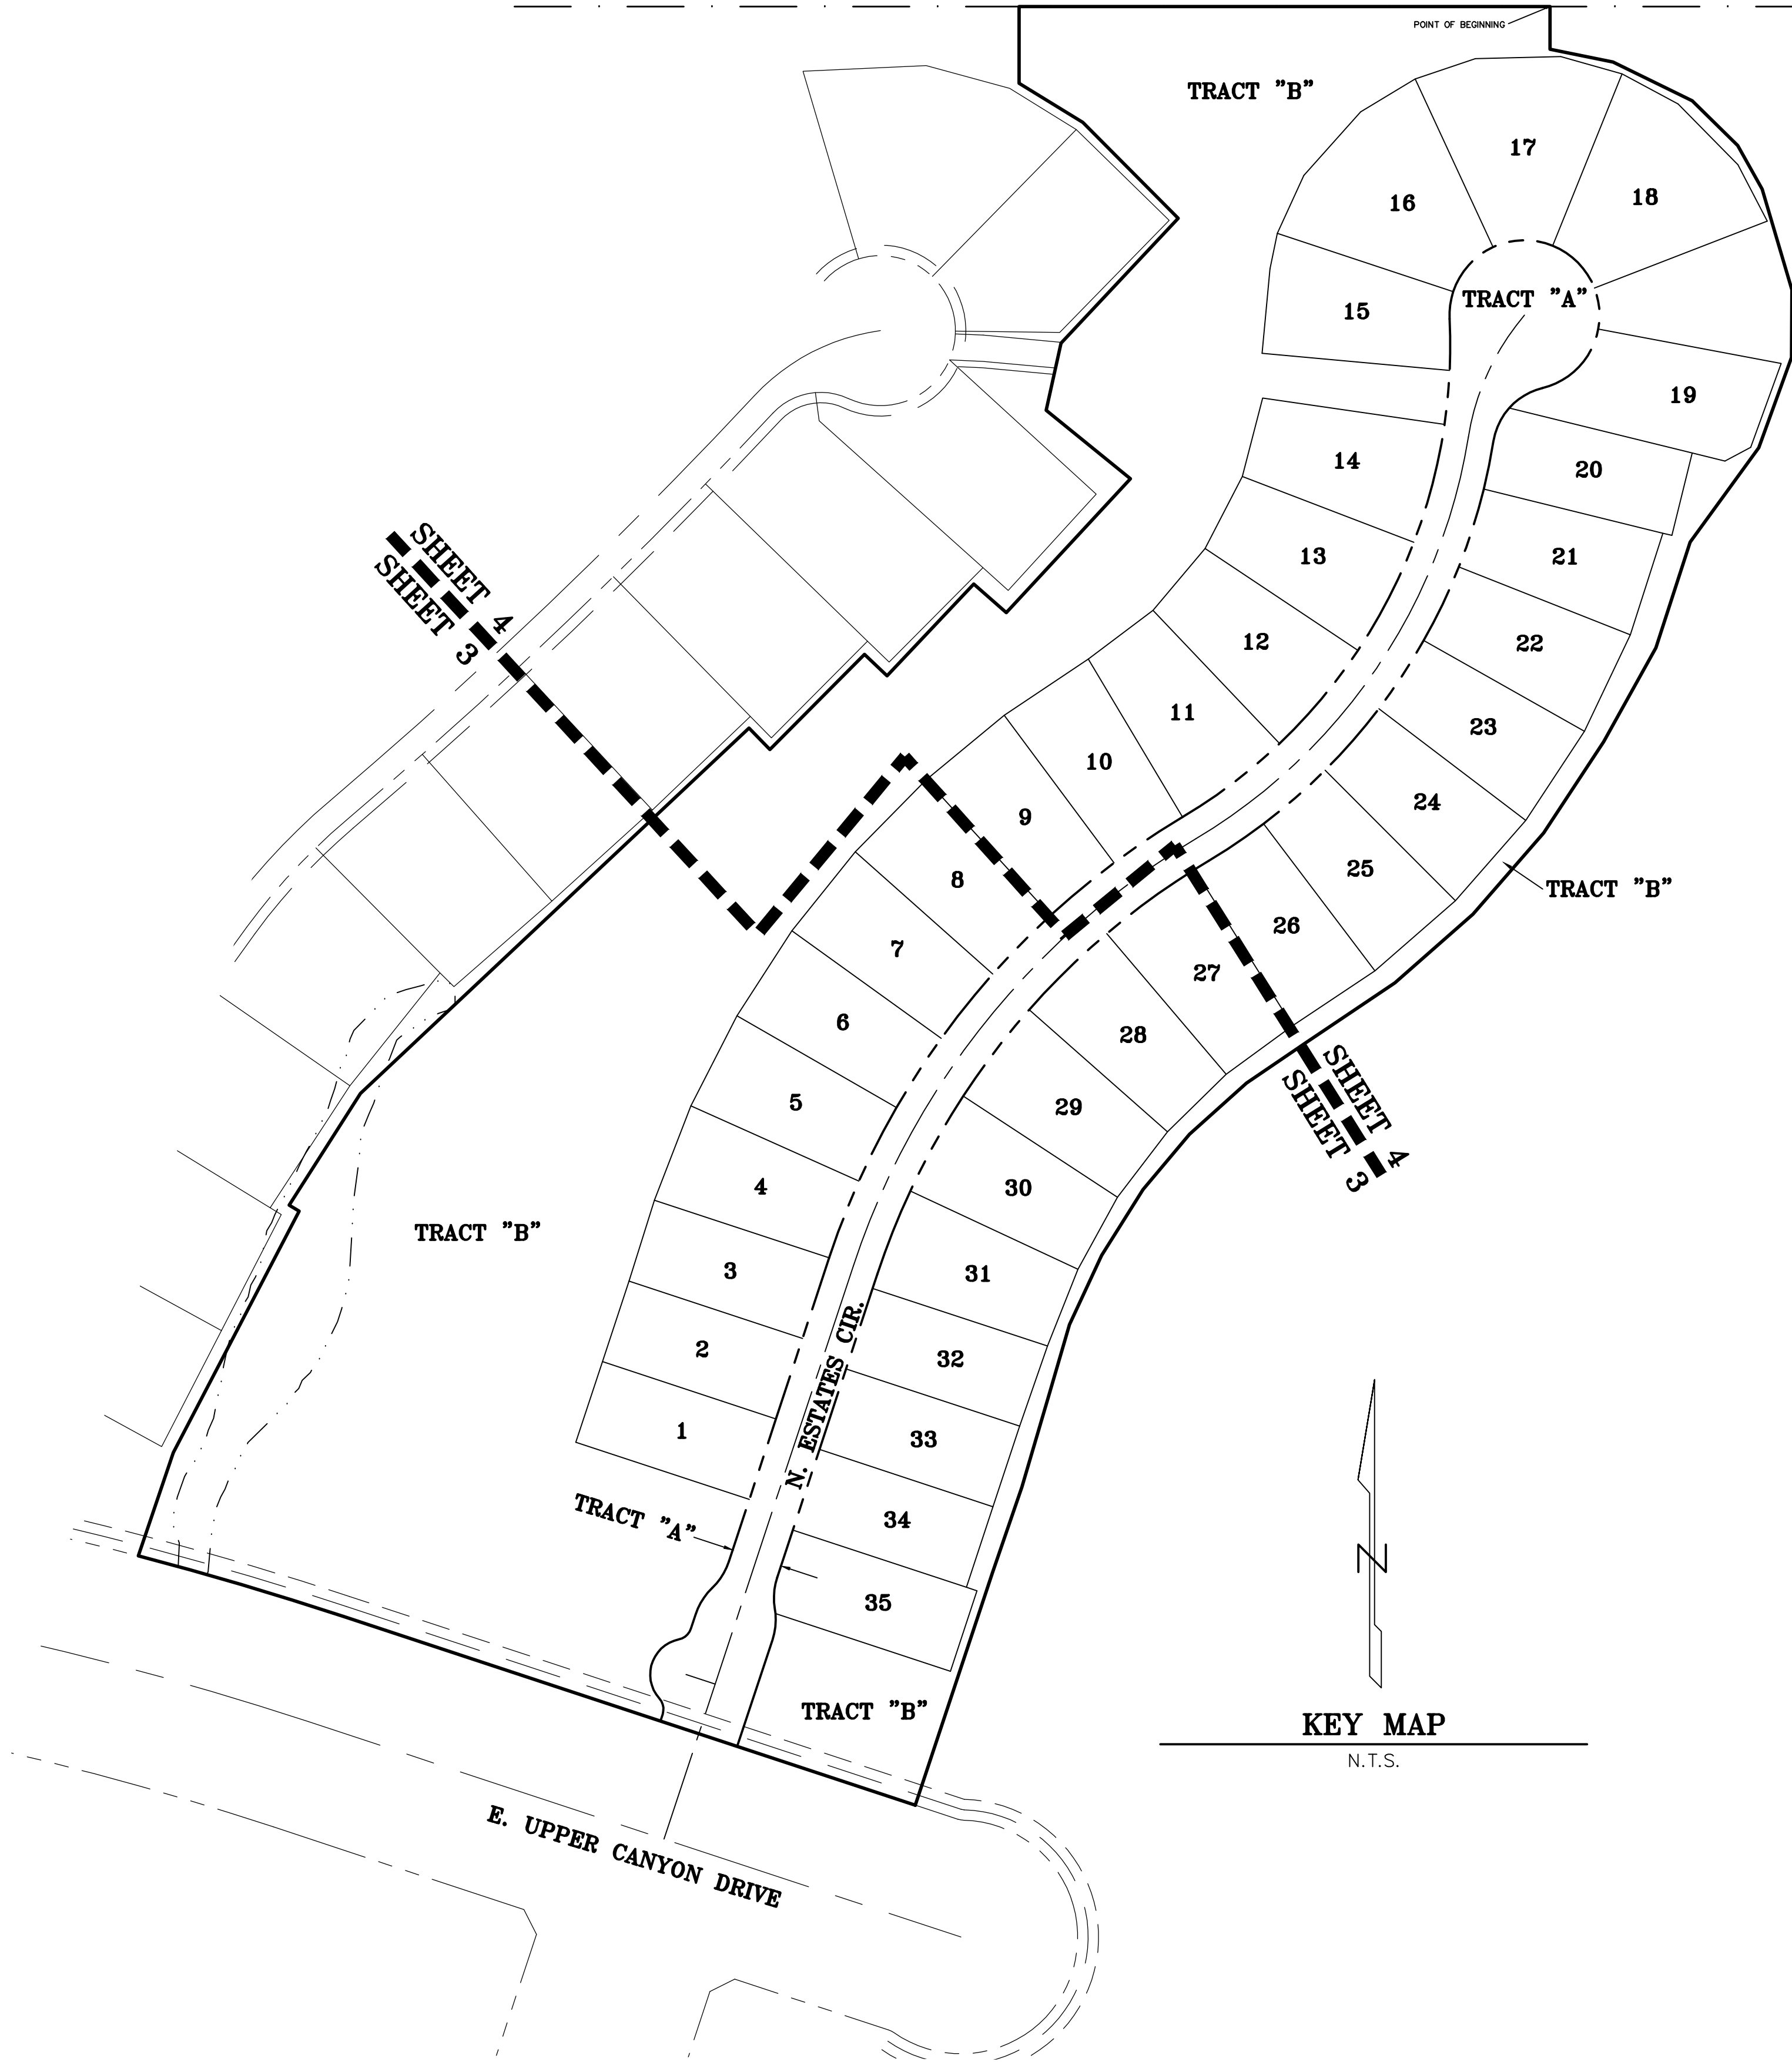 POINT OF BEGINNING
TRACT "B"
17
18
16
TRACT "A"
15
19
14
20
SHEET 4
SHEET 3
13
21
12
22
11
23
10
24
9
8
25
TRACT "B"
26
7
27
6
28
5
29
SHEET 4
SHEET 3
4
30
TRACT "B"
3
31
2
32
N. ESTATES CIR.
1
33
TRACT "A"
34
35
TRACT "B"
N
KEY MAP
N.T.S.
E. UPPER CANYON DRIVE